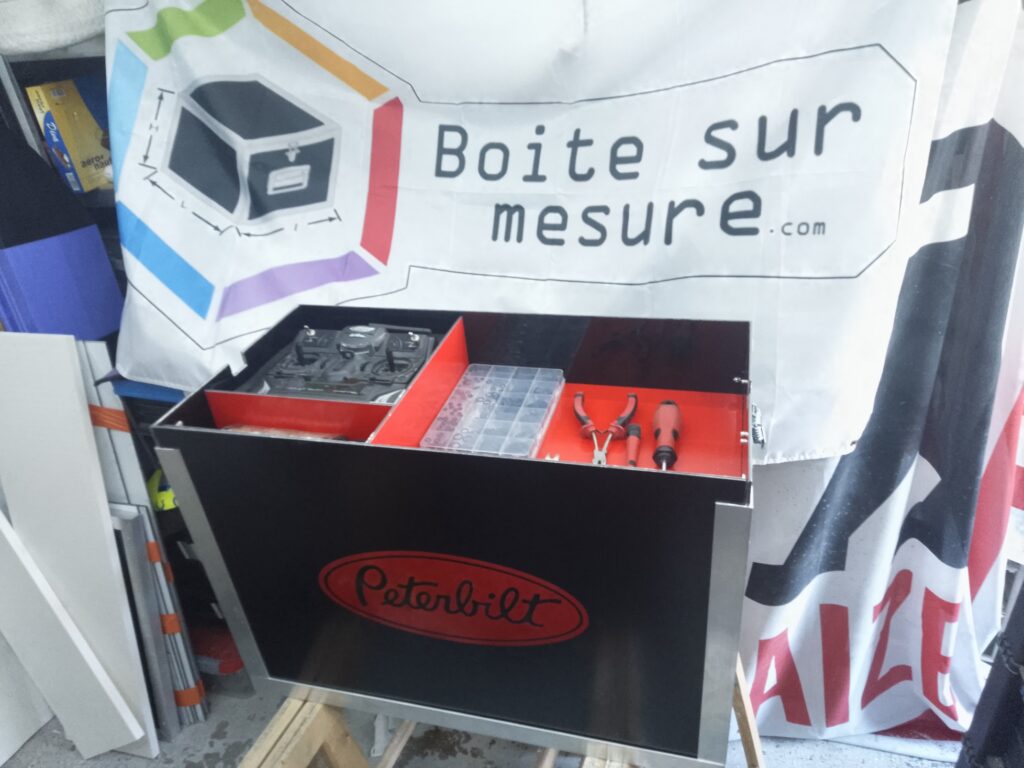 Boite sur
mesure.com
H
L
l
Peterbilt
AIZE